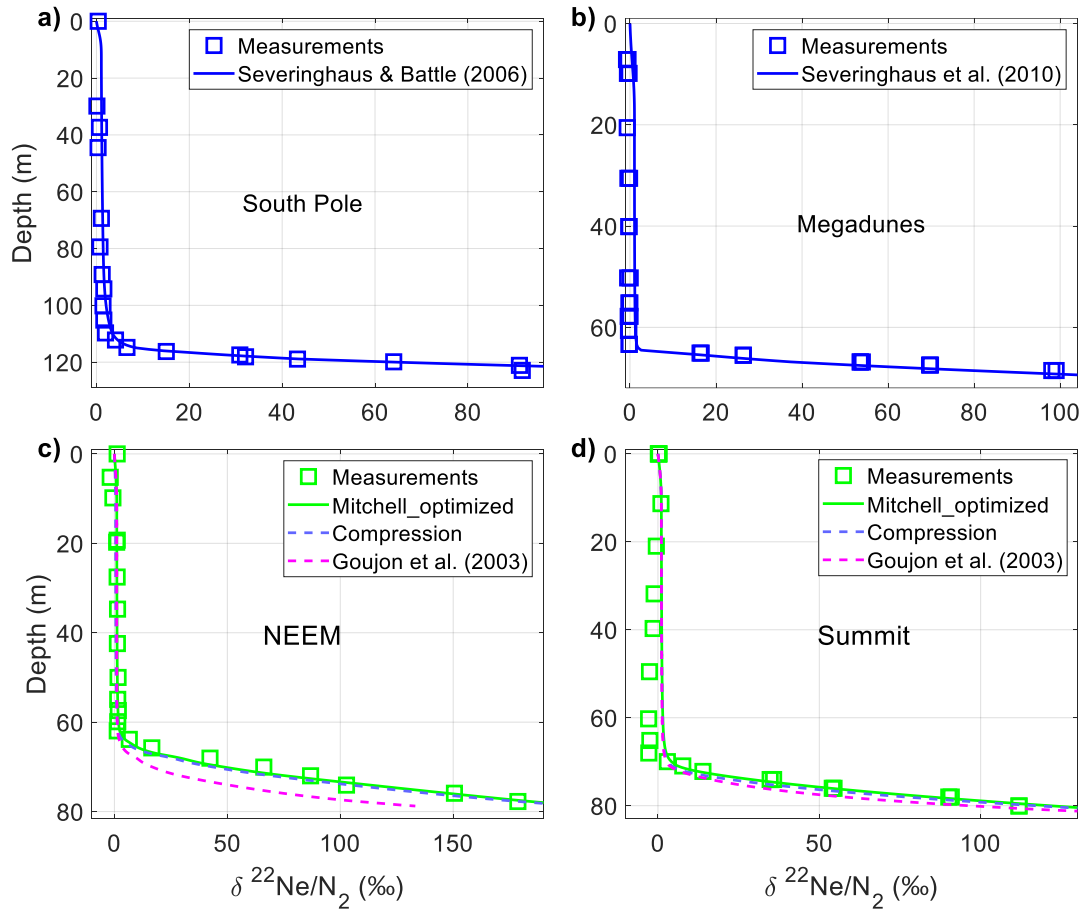 a)
Measurements
Severinghaus & Battle (2006)
South Pole
Depth (m)
0
20
40
60
80
100
120
0
20
40
60
80
b)
Measurements
Severinghaus et al. (2010)
Megadunes
0
20
40
60
0
20
40
60
80
100
c)
Measurements
Mitchell_optimized
Compression
Goujon et al. (2003)
NEEM
Depth (m)
0
20
40
60
80
0
50
100
150
δ ²²Ne/N₂ (‰)
d)
Measurements
Mitchell_optimized
Compression
Goujon et al. (2003)
Summit
0
20
40
60
80
0
50
100
δ ²²Ne/N₂ (‰)